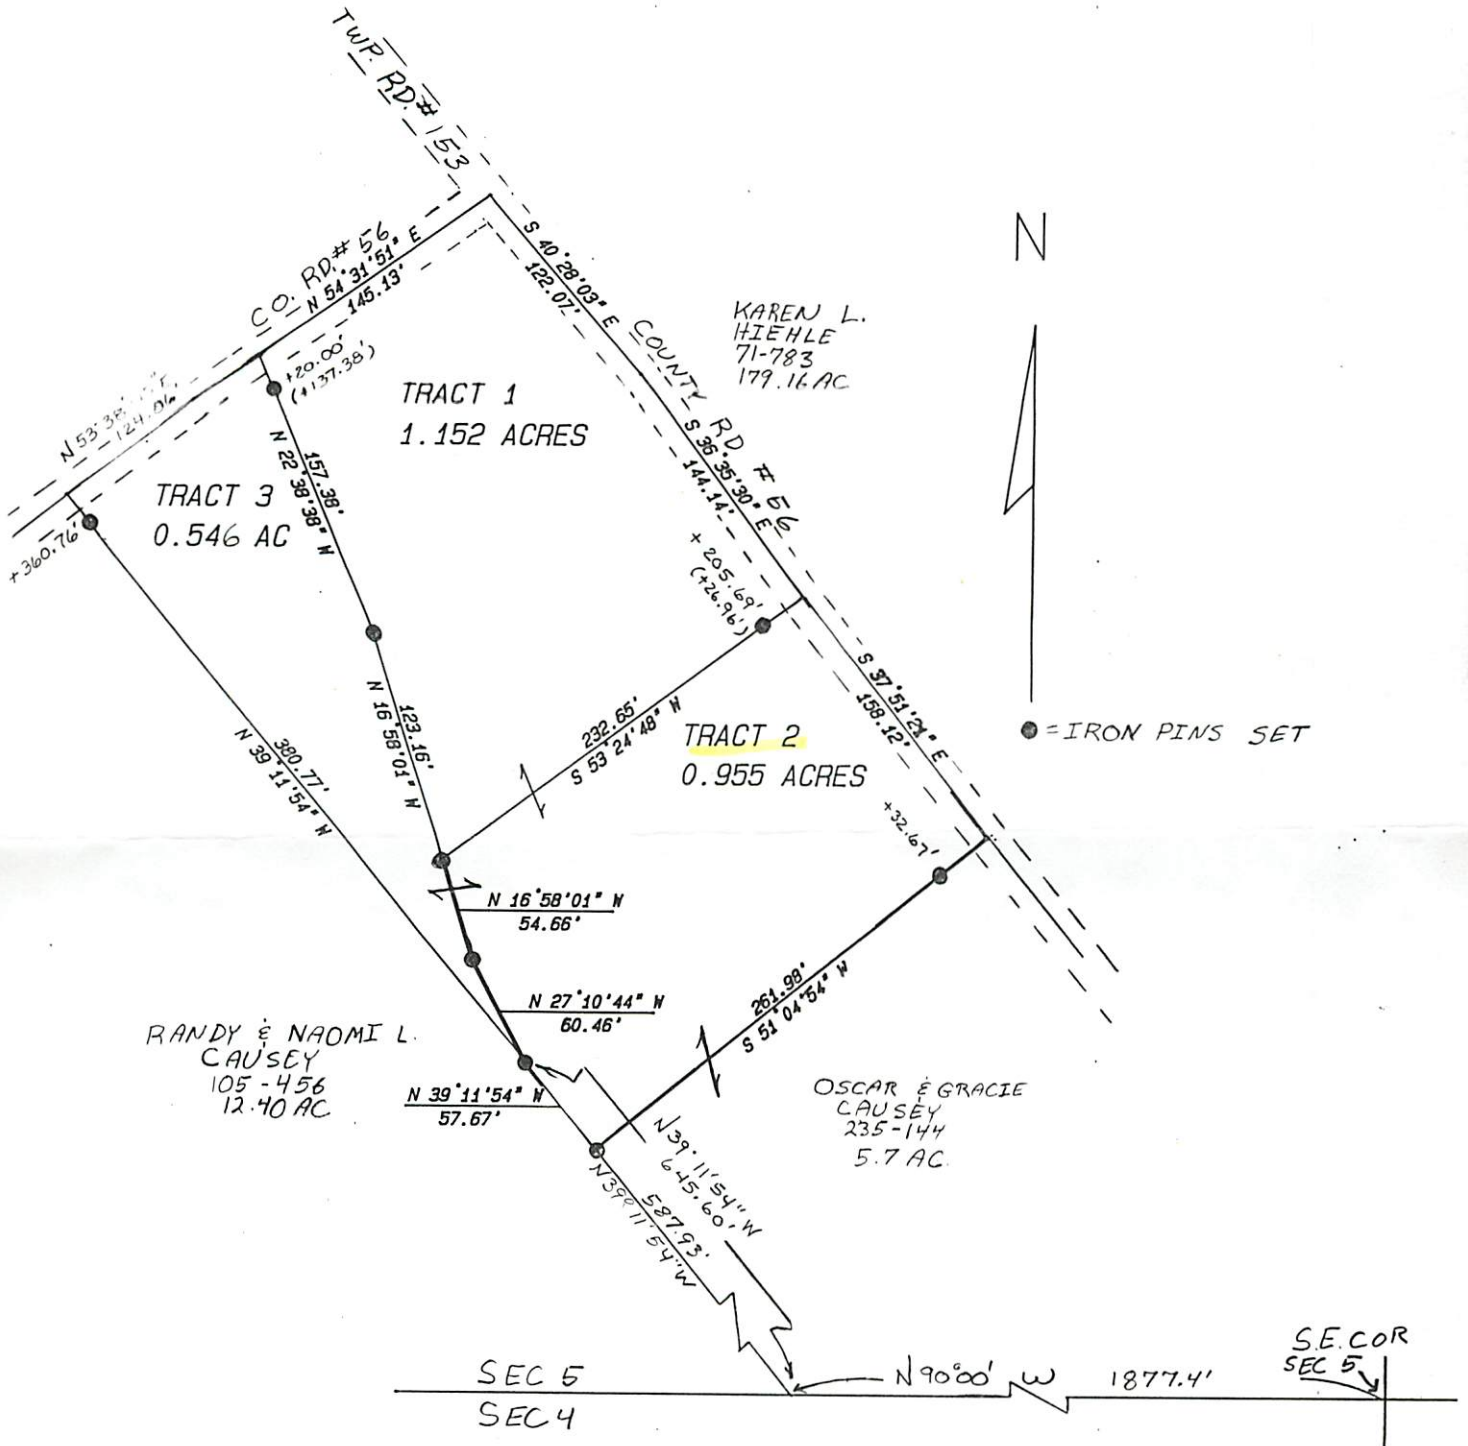 TWP. RD.# 153
CO. RD.# 56
N 54°31'51" E
145.13'
S 40°28'03" E
122.07'
N
KAREN L.
HIEHLE
71-783
179.16 AC
COUNTY RD # 56
N 53°38'
+20.00'
(+137.38')
TRACT 1
1.152 ACRES
S 36°35'30" E
144.14'
TRACT 3
0.546 AC
157.38'
N 22°38'38" W
+360.76'
+ 205.69'
(+26.96')
S 37°51'21" E
158.12'
123.16'
N 16°58'01" W
232.65'
S 53°24'48" W
TRACT 2
0.955 ACRES
= IRON PINS SET
380.77'
N 39°11'54" W
+32.67'
N 16°58'01" W
54.66'
261.98'
S 51°04'54" W
N 27°10'44" W
60.46'
RANDY & NAOMI L.
CAUSEY
105-456
12.40 AC
N 39°11'54" W
57.67'
OSCAR & GRACIE
CAUSEY
235-144
5.7 AC.
N39°11'54"W
645.60'
587.93'
N39°11'54"W
S.E. COR
SEC 5
SEC 5
N 90°00' W 1877.4'
SEC 4